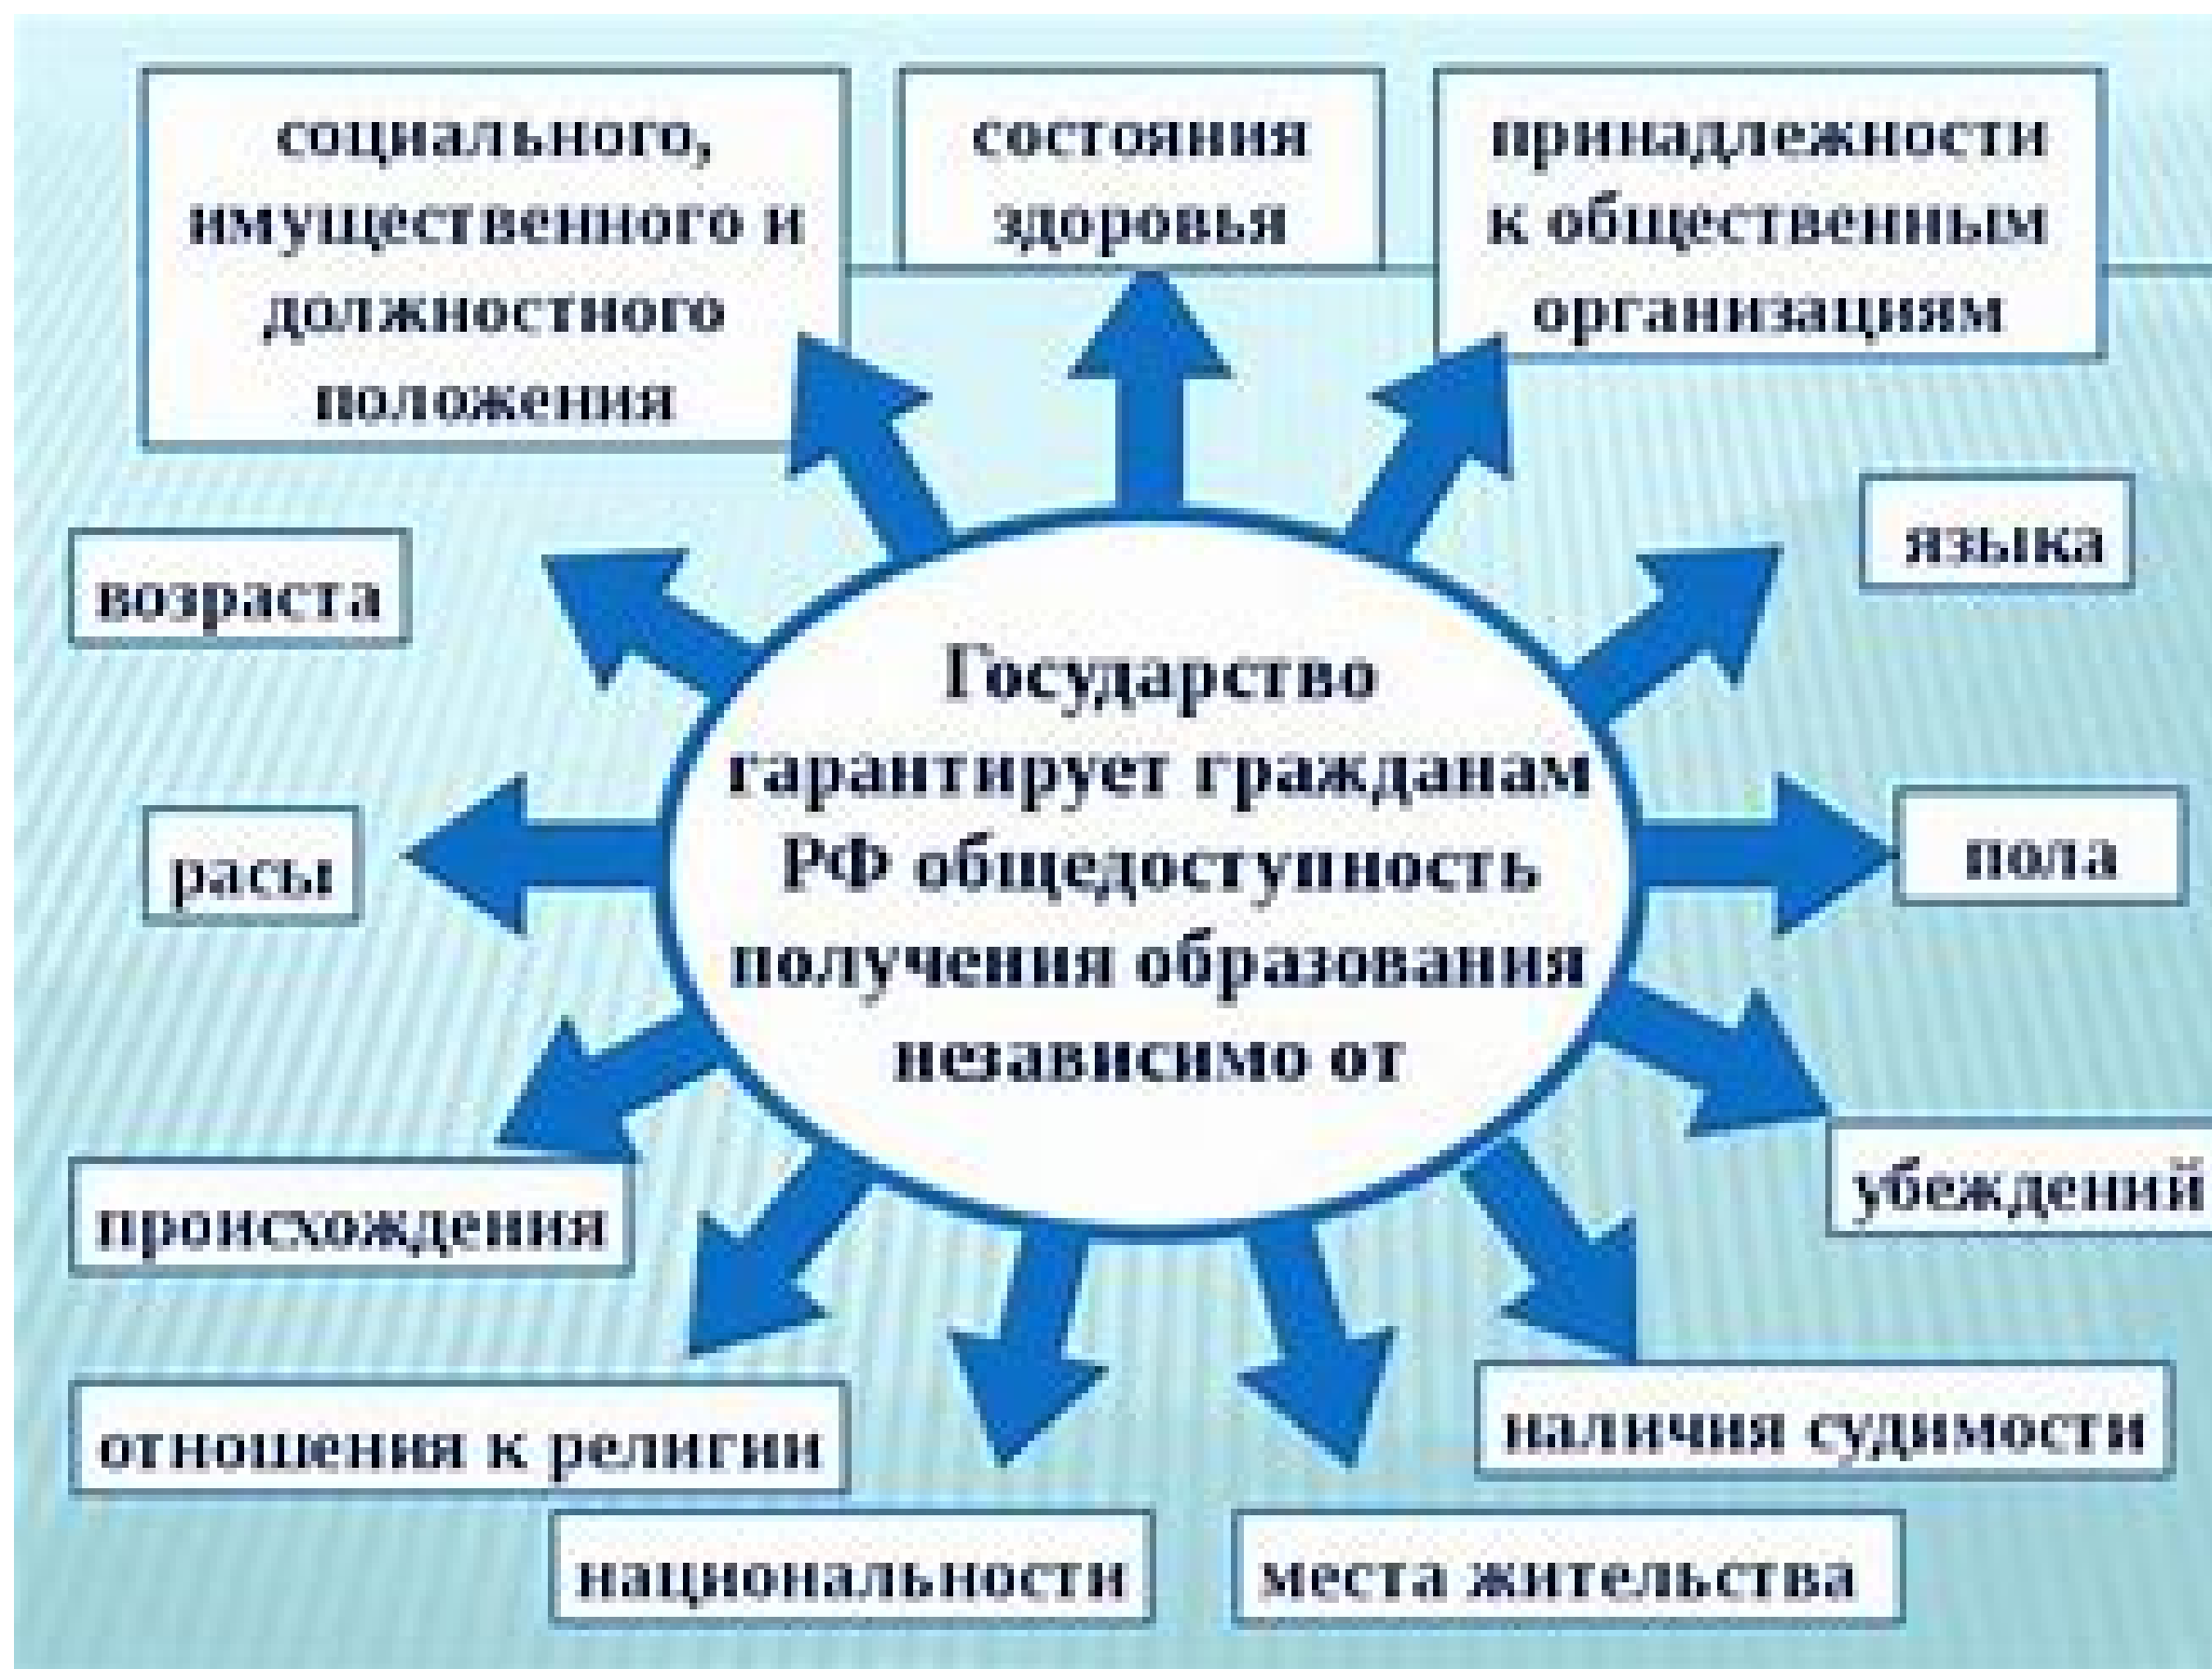 социального,
имущественного и
должностного
положения
состояния
здоровья
принадлежности
к общественным
организациям
возраста
языка
Государство
гарантирует гражданам
РФ общедоступность
получения образования
независимо от
расы
пола
происхождения
убеждений
отношения к религии
наличия судимости
национальности
места жительства